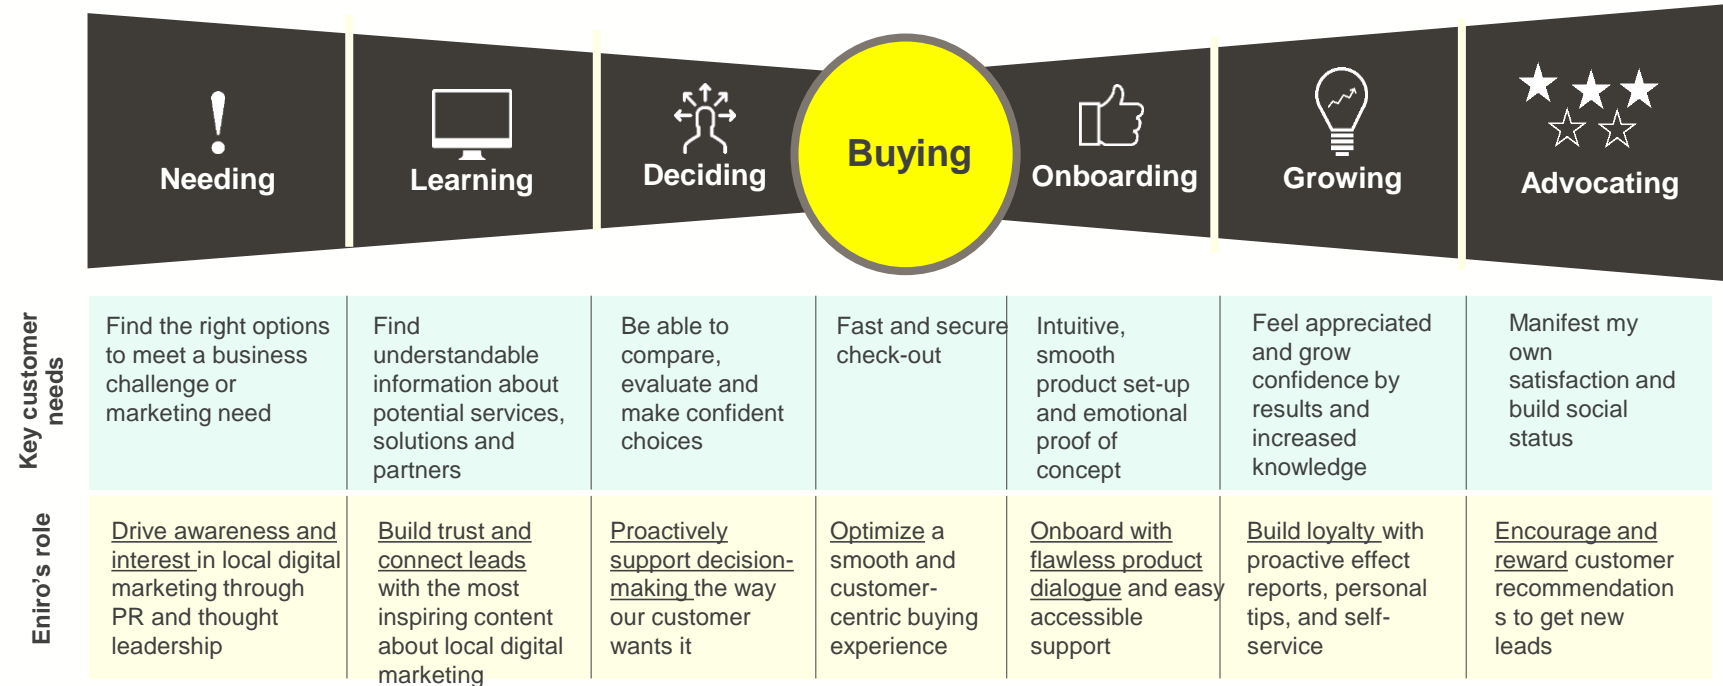 Needing
Learning
Deciding
Buying
Onboarding
Growing
Advocating
Key customer
needs
Find the right options
to meet a business
challenge or
marketing need
Find
understandable
information about
potential services,
solutions and
partners
Be able to
compare,
evaluate and
make confident
choices
Fast and secure
check-out
Intuitive,
smooth
product set-up
and emotional
proof of
concept
Feel appreciated
and grow
confidence by
results and
increased
knowledge
Manifest my
own
satisfaction and
build social
status
Eniro's role
Drive awareness and
interest in local digital
marketing through
PR and thought
leadership
Build trust and
connect leads
with the most
inspiring content
about local digital
marketing
Proactively
support decision-
making the way
our customer
wants it
Optimize a
smooth and
customer-
centric buying
experience
Onboard with
flawless product
dialogue and easy
accessible
support
Build loyalty with
proactive effect
reports, personal
tips, and self-
service
Encourage and
reward customer
recommendation
s to get new
leads